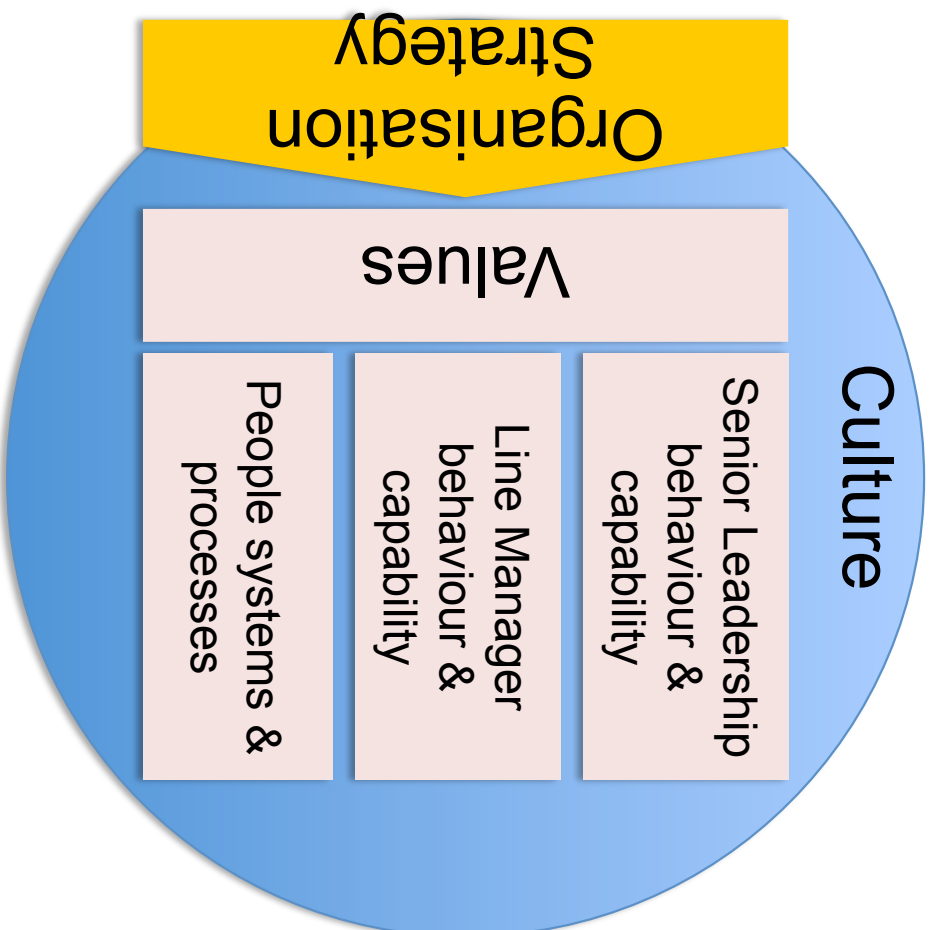 Organisation
Strategy
Values
Senior Leadership
behaviour &
capability
Line Manager
behaviour &
capability
People systems &
processes
Culture